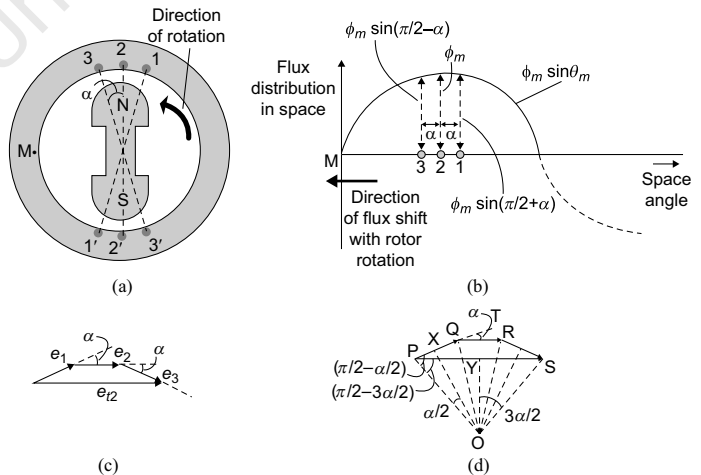 Direction
of rotation
3 2 1
α
N
M
S
1′ 2′ 3′
(a)
ϕm sin(π/2–α)
ϕm
ϕm sinθm
Flux
distribution
in space
α α
M
3 2 1
Space
angle
Direction
of flux shift
with rotor
rotation
ϕm sin(π/2+α)
(b)
α
e1 e2 α
e3
et2
(c)
α
Q T R
X
P
(π/2–α/2) Y S
(π/2–3α/2)
α/2 3α/2
O
(d)